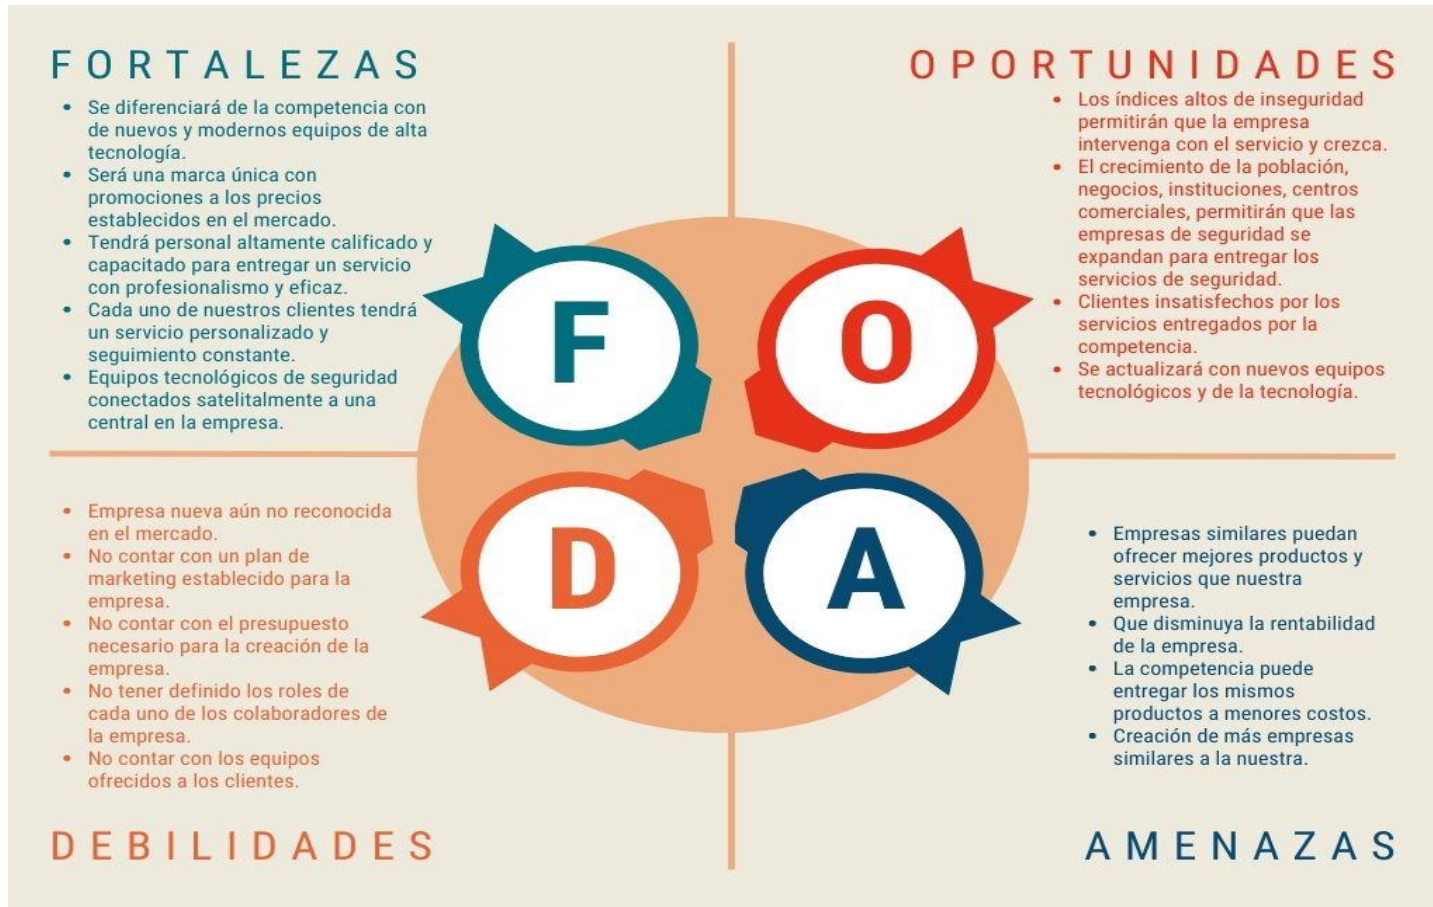 FORTALEZAS
• Se diferenciará de la competencia con
de nuevos y modernos equipos de alta
tecnología.
• Será una marca única con
promociones a los precios
establecidos en el mercado.
• Tendrá personal altamente calificado y
capacitado para entregar un servicio
con profesionalismo y eficaz.
• Cada uno de nuestros clientes tendrá
un servicio personalizado y
seguimiento constante.
• Equipos tecnológicos de seguridad
conectados satelitalmente a una
central en la empresa.
OPORTUNIDADES
• Los índices altos de inseguridad
permitirán que la empresa
intervenga con el servicio y crezca.
• El crecimiento de la población,
negocios, instituciones, centros
comerciales, permitirán que las
empresas de seguridad se
expandan para entregar los
servicios de seguridad.
• Clientes insatisfechos por los
servicios entregados por la
competencia.
• Se actualizará con nuevos equipos
tecnológicos y de la tecnología.
F
O
D
A
• Empresa nueva aún no reconocida
en el mercado.
• No contar con un plan de
marketing establecido para la
empresa.
• No contar con el presupuesto
necesario para la creación de la
empresa.
• No tener definido los roles de
cada uno de los colaboradores de
la empresa.
• No contar con los equipos
ofrecidos a los clientes.
DEBILIDADES
• Empresas similares puedan
ofrecer mejores productos y
servicios que nuestra
empresa.
• Que disminuya la rentabilidad
de la empresa.
• La competencia puede
entregar los mismos
productos a menores costos.
• Creación de más empresas
similares a la nuestra.
AMENAZAS